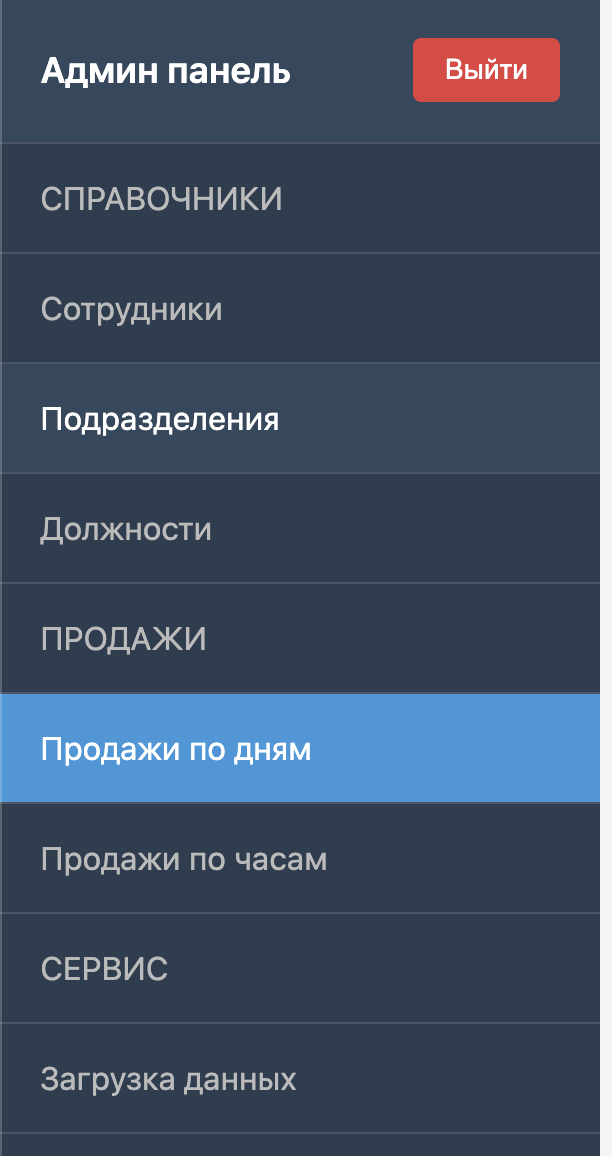 Админ панель
Выйти
СПРАВОЧНИКИ
Сотрудники
Подразделения
Должности
ПРОДАЖИ
Продажи по дням
Продажи по часам
СЕРВИС
Загрузка данных